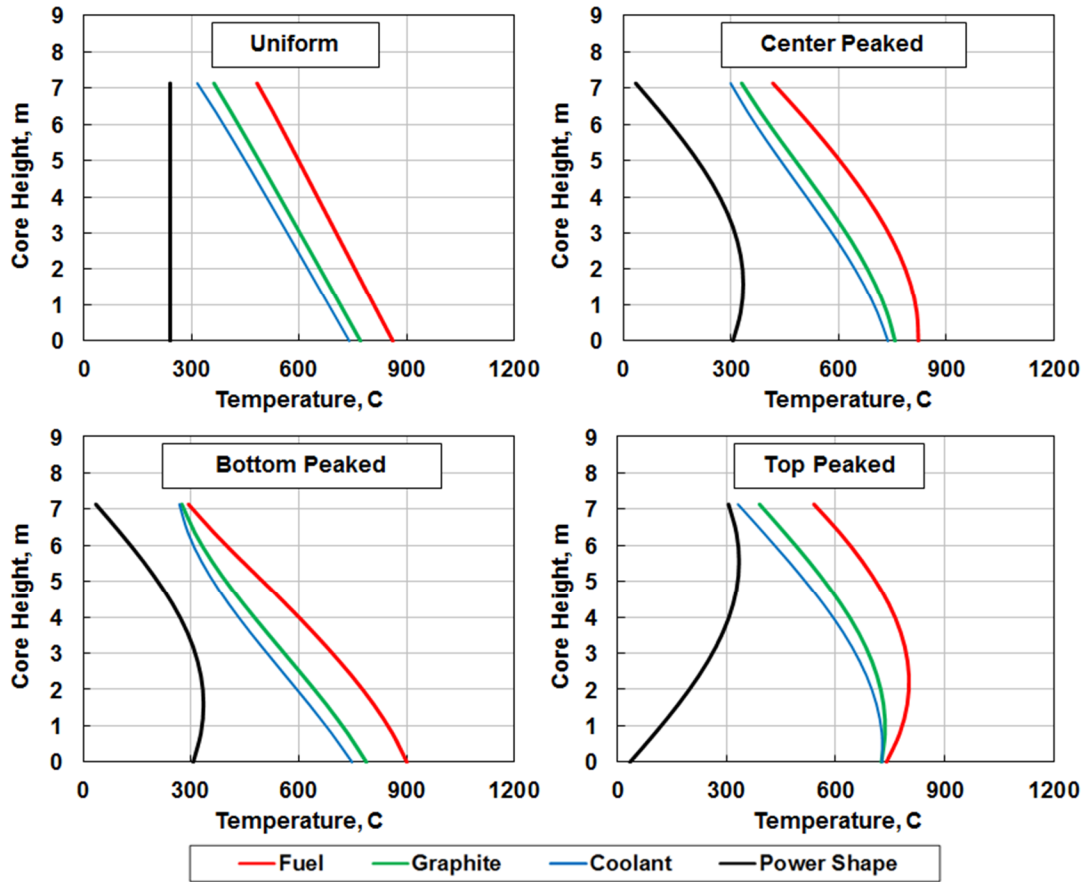 Uniform
Core Height, m
9
8
7
6
5
4
3
2
1
0
0 300 600 900 1200
Temperature, C
Center Peaked
Core Height, m
9
8
7
6
5
4
3
2
1
0
0 300 600 900 1200
Temperature, C
Bottom Peaked
Core Height, m
9
8
7
6
5
4
3
2
1
0
0 300 600 900 1200
Temperature, C
Top Peaked
Core Height, m
9
8
7
6
5
4
3
2
1
0
0 300 600 900 1200
Temperature, C
Fuel Graphite Coolant Power Shape